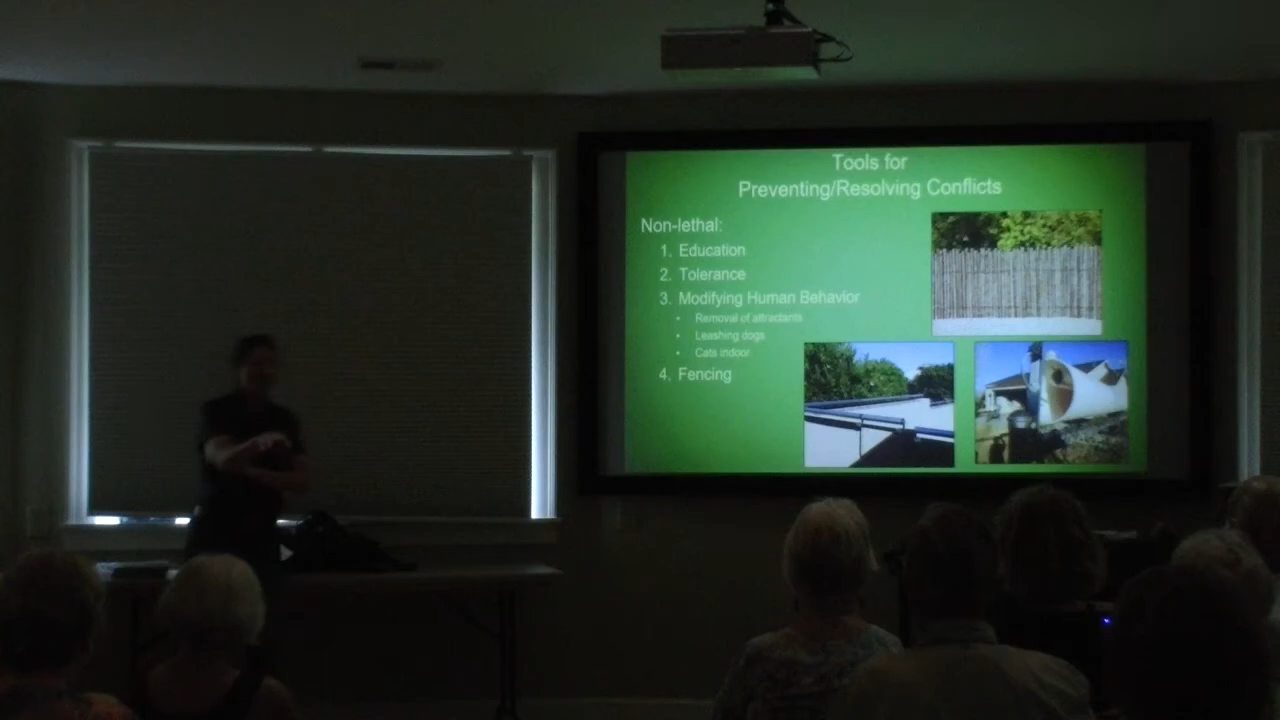 Tools for
Preventing/Resolving Conflicts
Non-lethal:
1. Education
2. Tolerance
3. Modifying Human Behavior
• Removal of attractants
• Leashing dogs
• Cats indoor
4. Fencing